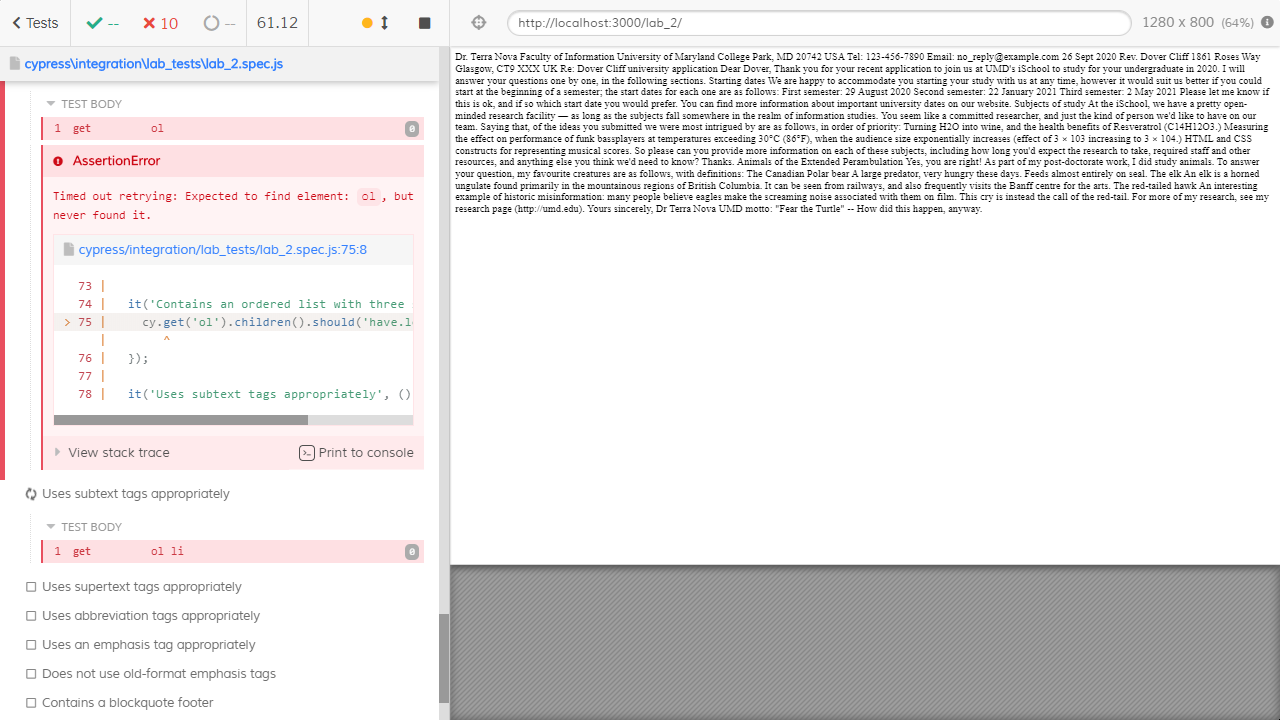 Tests
--
10
--
61.12
http://localhost:3000/lab_2/
1280 x 800 (64%)
cypress\integration\lab_tests\lab_2.spec.js
TEST BODY
1 get ol 0
AssertionError
Timed out retrying: Expected to find element: ol, but
never found it.
cypress/integration/lab_tests/lab_2.spec.js:75:8
73 |
74 | it('Contains an ordered list with three
> 75 | cy.get('ol').children().should('have.l
| ^
76 | });
77 |
78 | it('Uses subtext tags appropriately', ()
View stack trace
Print to console
Uses subtext tags appropriately
TEST BODY
1 get ol li 0
Uses supertext tags appropriately
Uses abbreviation tags appropriately
Uses an emphasis tag appropriately
Does not use old-format emphasis tags
Contains a blockquote footer
Dr. Terra Nova Faculty of Information University of Maryland College Park, MD 20742 USA Tel: 123-456-7890 Email: no_reply@example.com 26 Sept 2020 Rev. Dover Cliff 1861 Roses Way
Glasgow, CT9 XXX UK Re: Dover Cliff university application Dear Dover, Thank you for your recent application to join us at UMD's iSchool to study for your undergraduate in 2020. I will
answer your questions one by one, in the following sections. Starting dates We are happy to accommodate you starting your study with us at any time, however it would suit us better if you could
start at the beginning of a semester; the start dates for each one are as follows: First semester: 29 August 2020 Second semester: 22 January 2021 Third semester: 2 May 2021 Please let me know if
this is ok, and if so which start date you would prefer. You can find more information about important university dates on our website. Subjects of study At the iSchool, we have a pretty open-
minded research facility — as long as the subjects fall somewhere in the realm of information studies. You seem like a committed researcher, and just the kind of person we'd like to have on our
team. Saying that, of the ideas you submitted we were most intrigued by are as follows, in order of priority: Turning H2O into wine, and the health benefits of Resveratrol (C14H12O3.) Measuring
the effect on performance of funk bassplayers at temperatures exceeding 30°C (86°F), when the audience size exponentially increases (effect of 3 × 103 increasing to 3 × 104.) HTML and CSS
constructs for representing musical scores. So please can you provide more information on each of these subjects, including how long you'd expect the research to take, required staff and other
resources, and anything else you think we'd need to know? Thanks. Animals of the Extended Perambulation Yes, you are right! As part of my post-doctorate work, I did study animals. To answer
your question, my favourite creatures are as follows, with definitions: The Canadian Polar bear A large predator, very hungry these days. Feeds almost entirely on seal. The elk An elk is a horned
ungulate found primarily in the mountainous regions of British Columbia. It can be seen from railways, and also frequently visits the Banff centre for the arts. The red-tailed hawk An interesting
example of historic misinformation: many people believe eagles make the screaming noise associated with them on film. This cry is instead the call of the red-tail. For more of my research, see my
research page (http://umd.edu). Yours sincerely, Dr Terra Nova UMD motto: "Fear the Turtle" -- How did this happen, anyway.